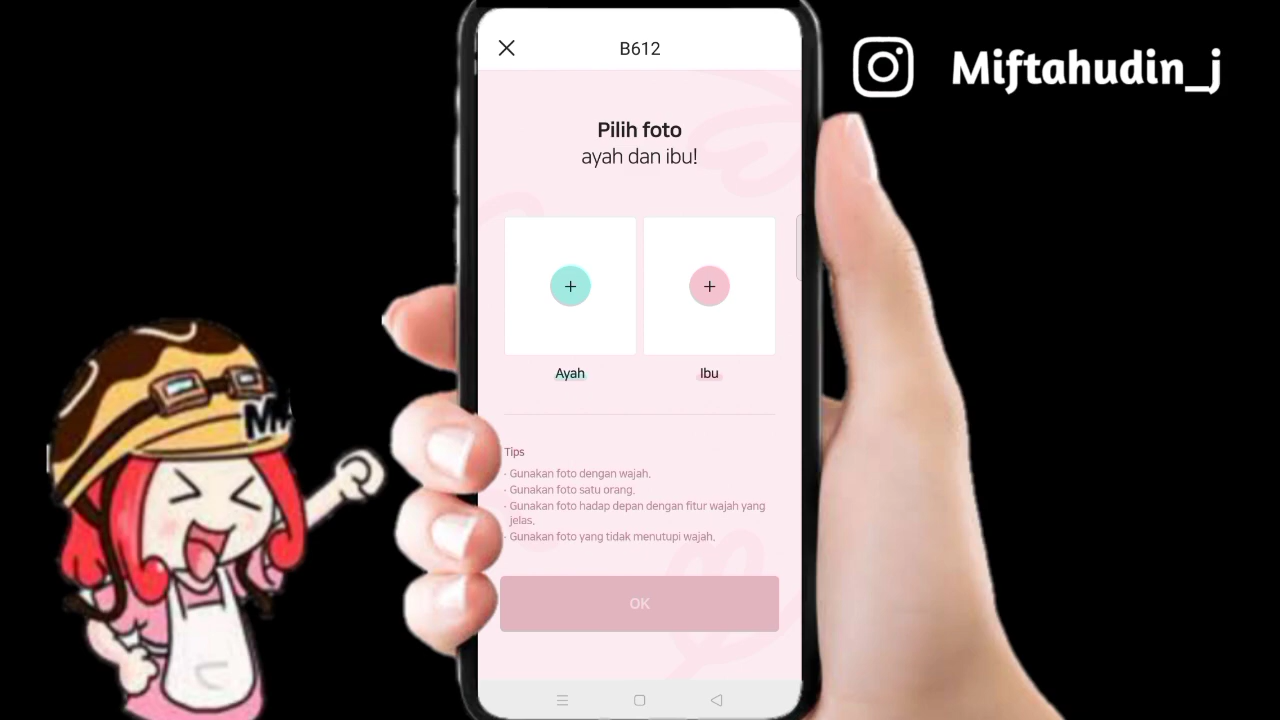 B612
Miftahudin_j
Pilih foto
ayah dan ibu!
Ayah
Ibu
Tips
· Gunakan foto dengan wajah.
· Gunakan foto satu orang.
· Gunakan foto hadap depan dengan fitur wajah yang
jelas.
· Gunakan foto yang tidak menutupi wajah.
OK